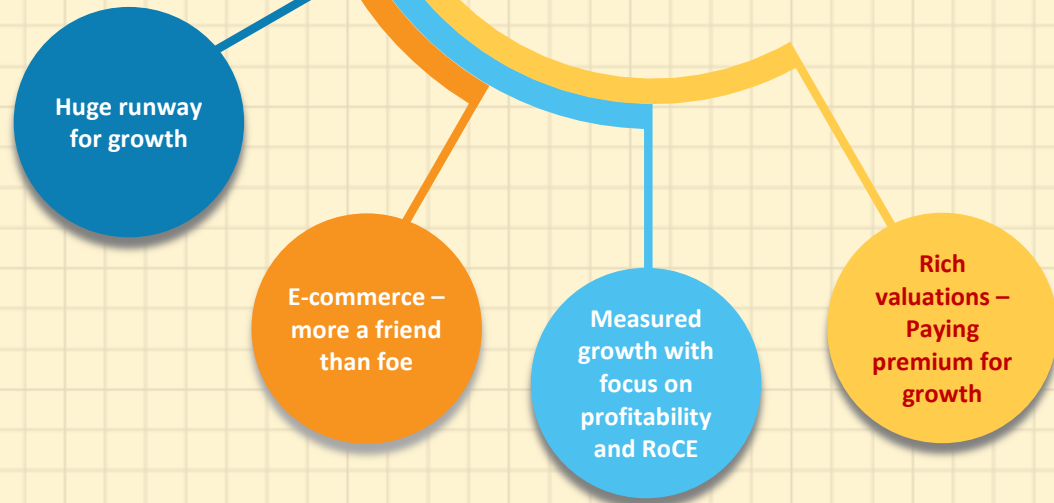 Huge runway
for growth
E-commerce –
more a friend
than foe
Measured
growth with
focus on
profitability
and RoCE
Rich
valuations –
Paying
premium for
growth